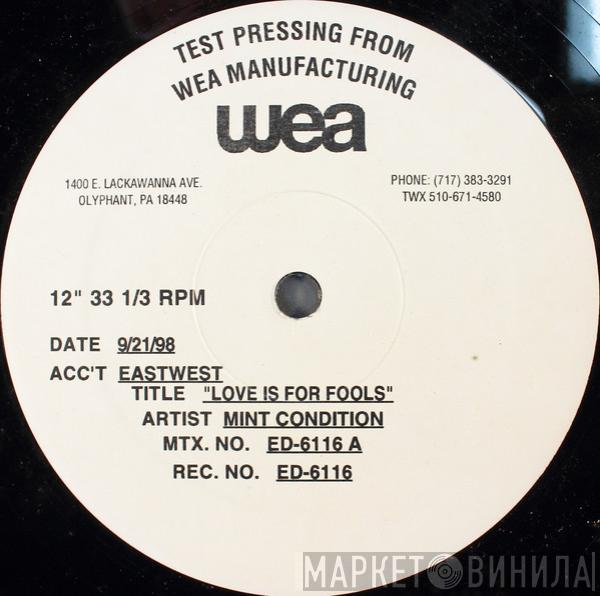 TEST PRESSING FROM
WEA MANUFACTURING
wea
1400 E. LACKAWANNA AVE.
OLYPHANT, PA 18448
PHONE: (717) 383-3291
TWX 510-671-4580
12" 33 1/3 RPM
DATE 9/21/98
ACC'T EASTWEST
TITLE "LOVE IS FOR FOOLS"
ARTIST MINT CONDITION
MTX. NO. ED-6116 A
REC. NO. ED-6116
МАРКЕТ ВИНИЛА